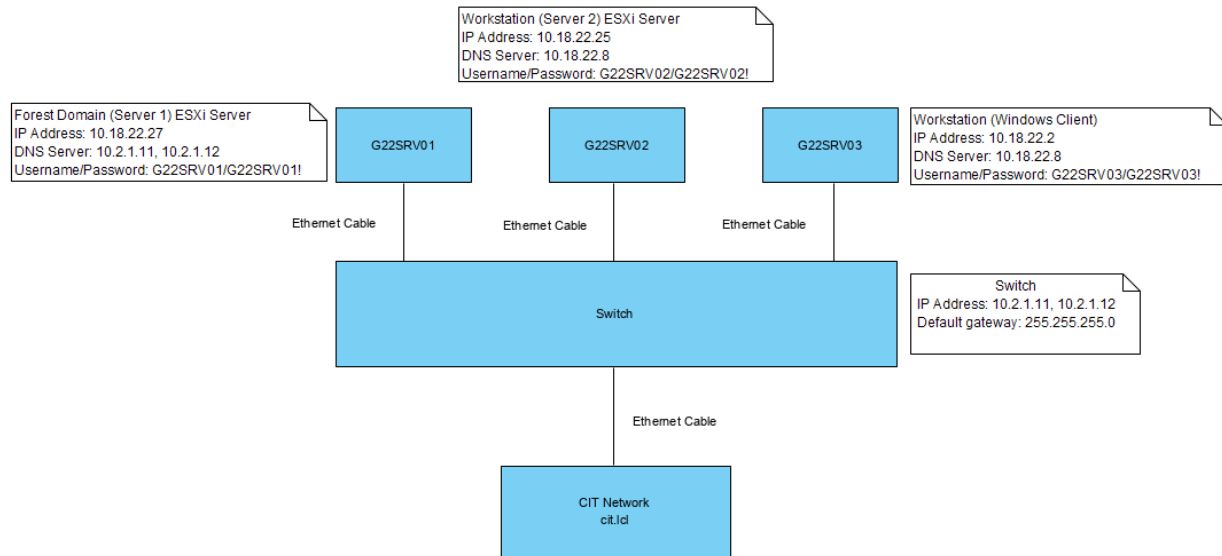 Workstation (Server 2) ESXi Server
IP Address: 10.18.22.25
DNS Server: 10.18.22.8
Username/Password: G22SRV02/G22SRV02!
Forest Domain (Server 1) ESXi Server
IP Address: 10.18.22.27
DNS Server: 10.2.1.11, 10.2.1.12
Username/Password: G22SRV01/G22SRV01!
G22SRV01
G22SRV02
G22SRV03
Workstation (Windows Client)
IP Address: 10.18.22.2
DNS Server: 10.18.22.8
Username/Password: G22SRV03/G22SRV03!
Ethernet Cable
Ethernet Cable
Ethernet Cable
Switch
Switch
IP Address: 10.2.1.11, 10.2.1.12
Default gateway: 255.255.255.0
Ethernet Cable
CIT Network
cit.lcl